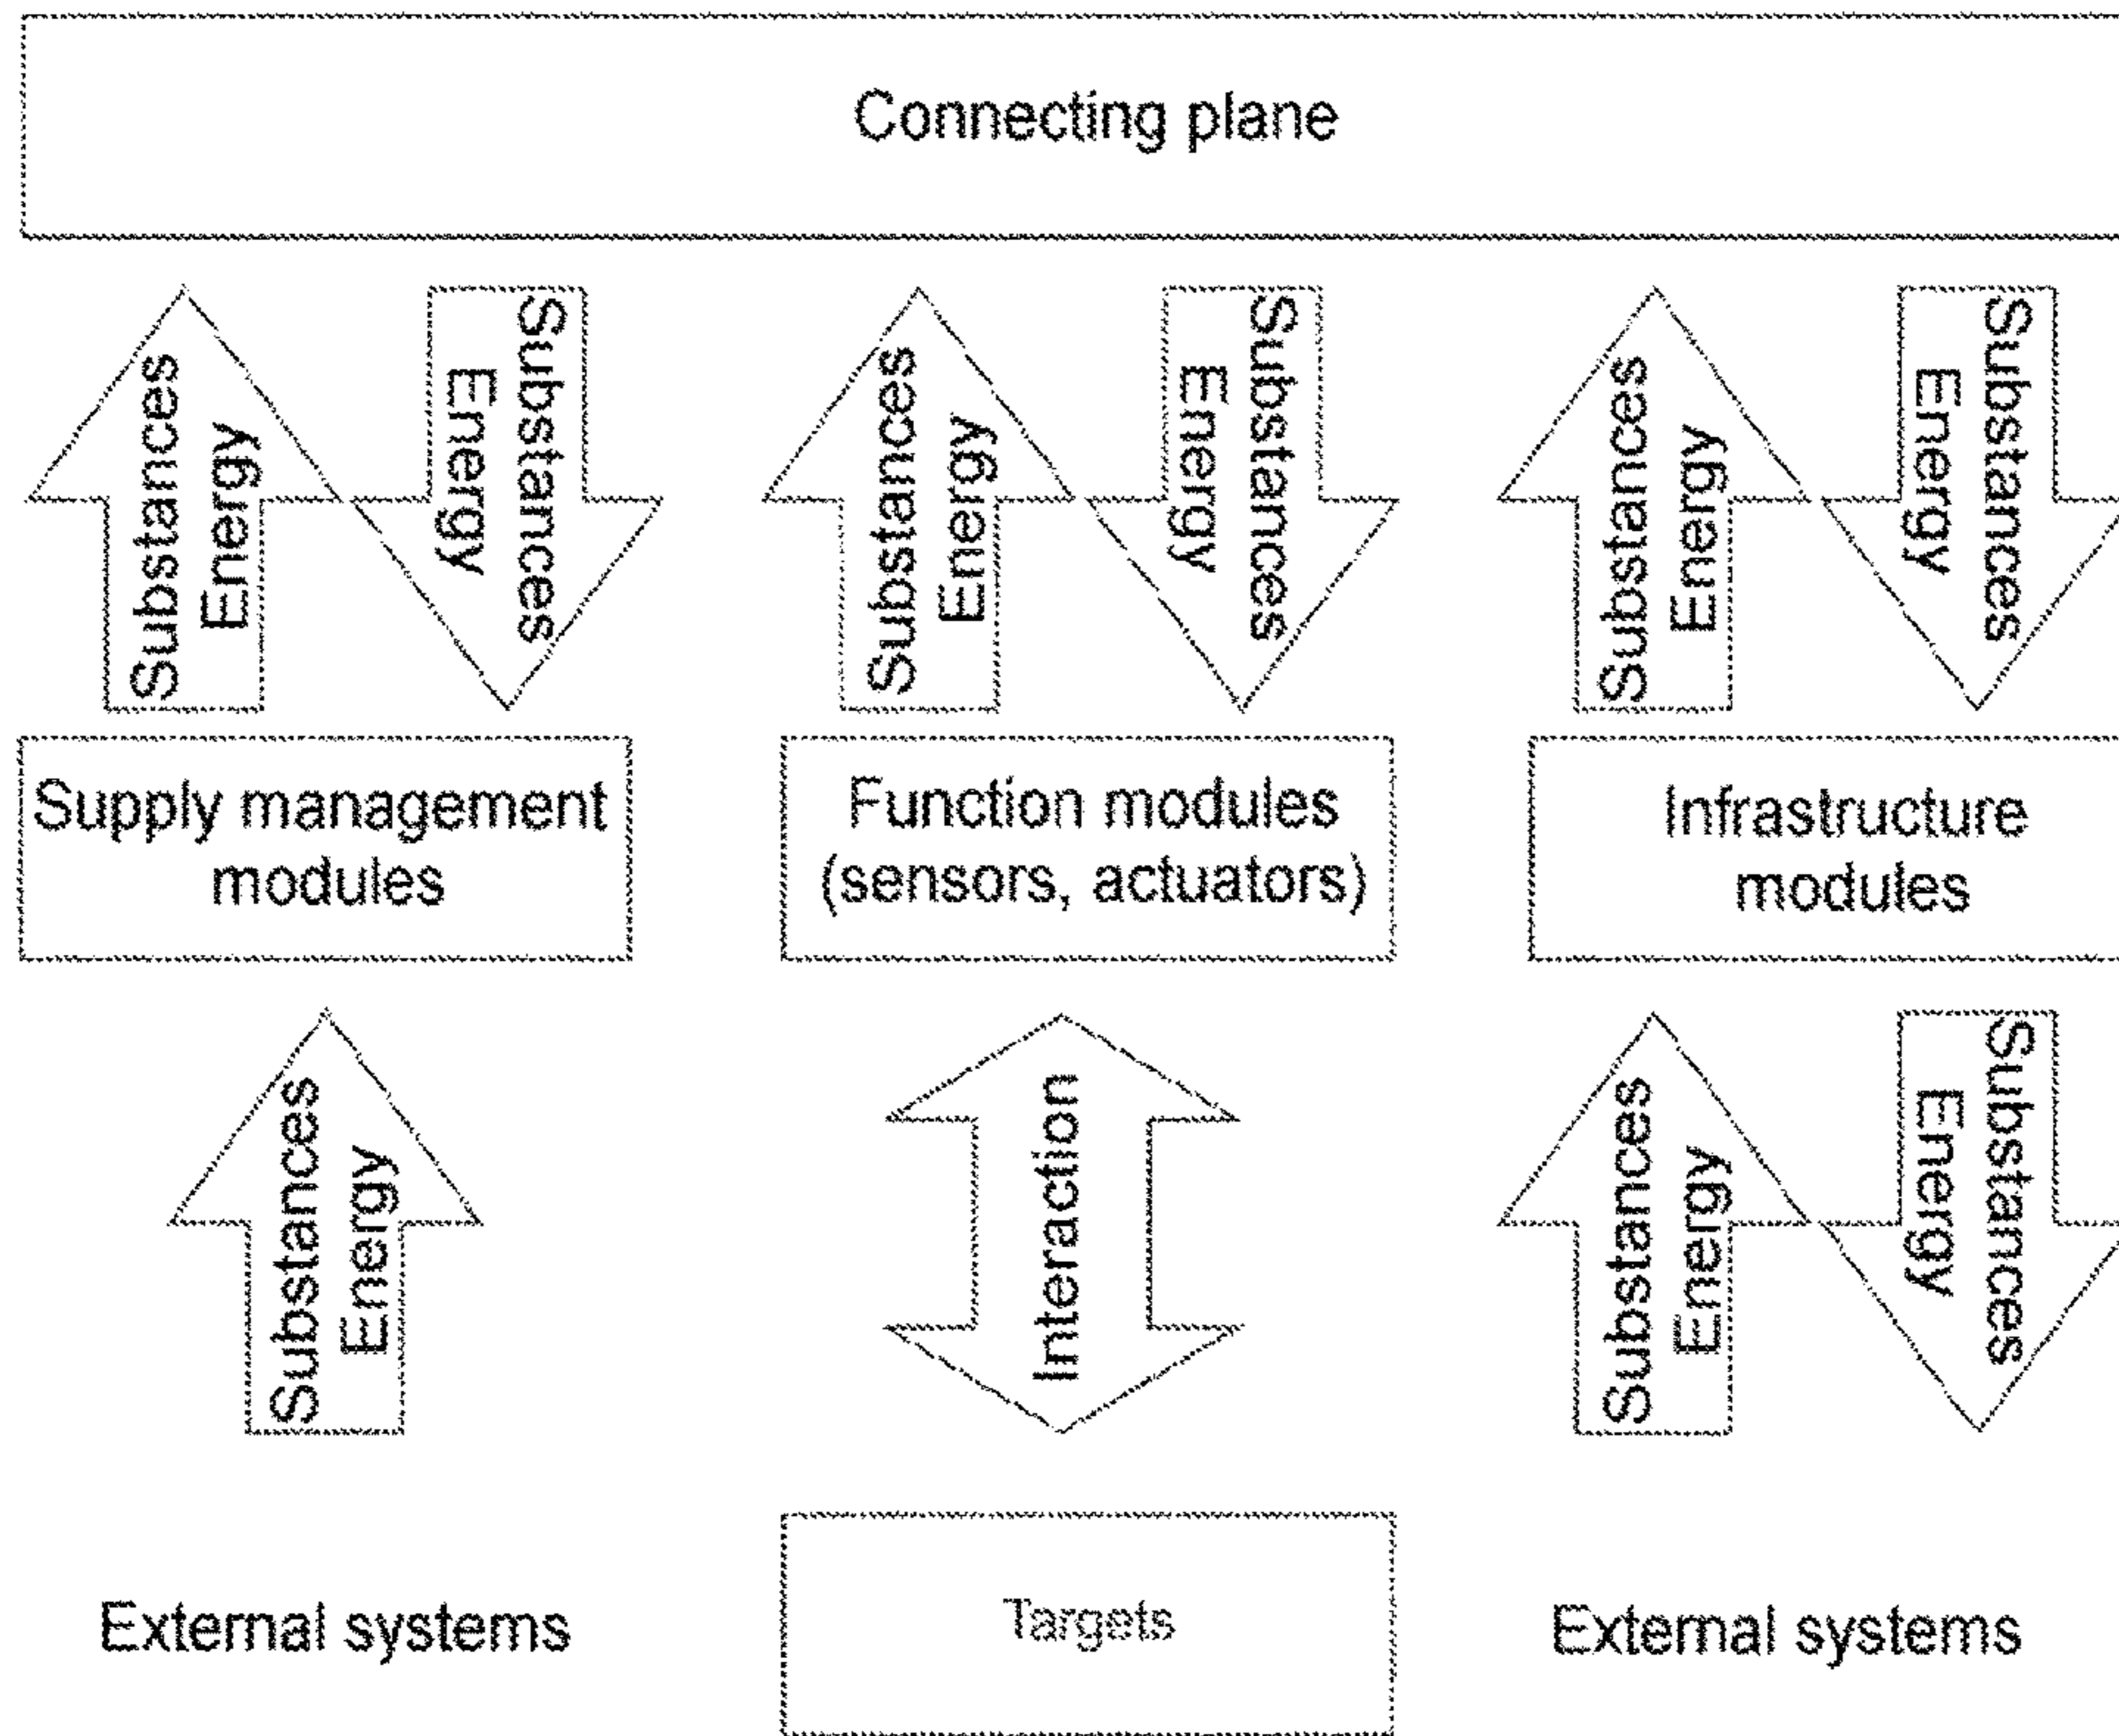 Connecting plane
Substances
Energy
Substances
Energy
Substances
Energy
Substances
Energy
Substances
Energy
Substances
Energy
Supply management
modules
Function modules
(sensors, actuators)
Infrastructure
modules
Substances
Energy
Interaction
Substances
Energy
Substances
Energy
External systems
Targets
External systems